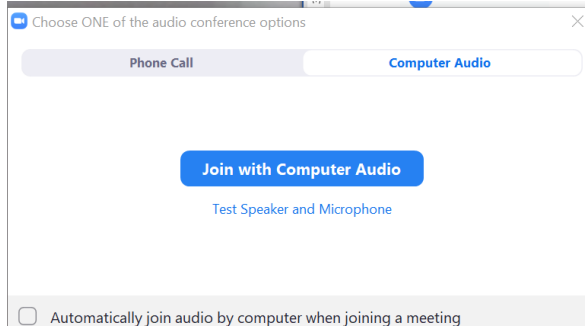 Choose ONE of the audio conference options
Phone Call
Computer Audio
Join with Computer Audio
Test Speaker and Microphone
Automatically join audio by computer when joining a meeting